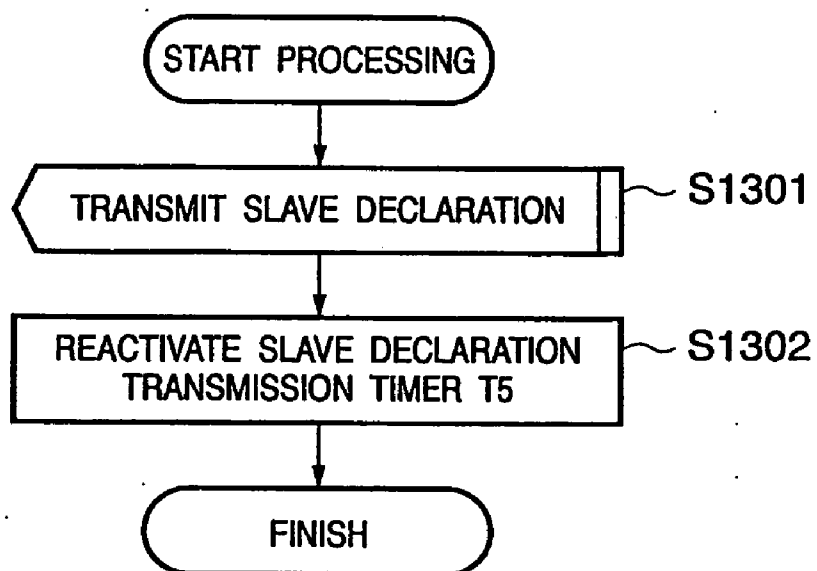 START PROCESSING
TRANSMIT SLAVE DECLARATION
S1301
REACTIVATE SLAVE DECLARATION
TRANSMISSION TIMER T5
S1302
FINISH